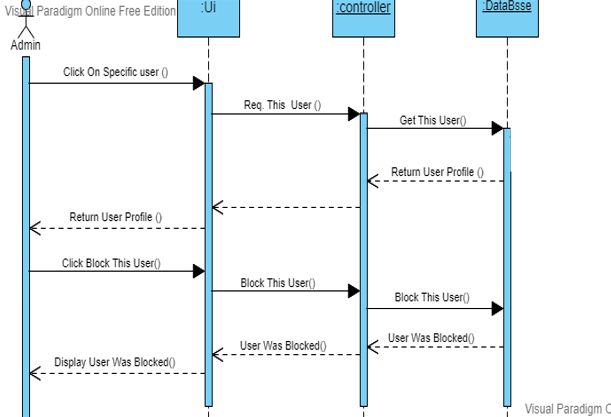 Visual Paradigm Online Free Edition
:Ui
:controller
:DataBsse
Admin
Click On Specific user ()
Req. This User ()
Get This User()
Return User Profile ()
Return User Profile ()
Click Block This User()
Block This User()
Block This User()
User Was Blocked()
User Was Blocked()
Display User Was Blocked()
Visual Paradigm O